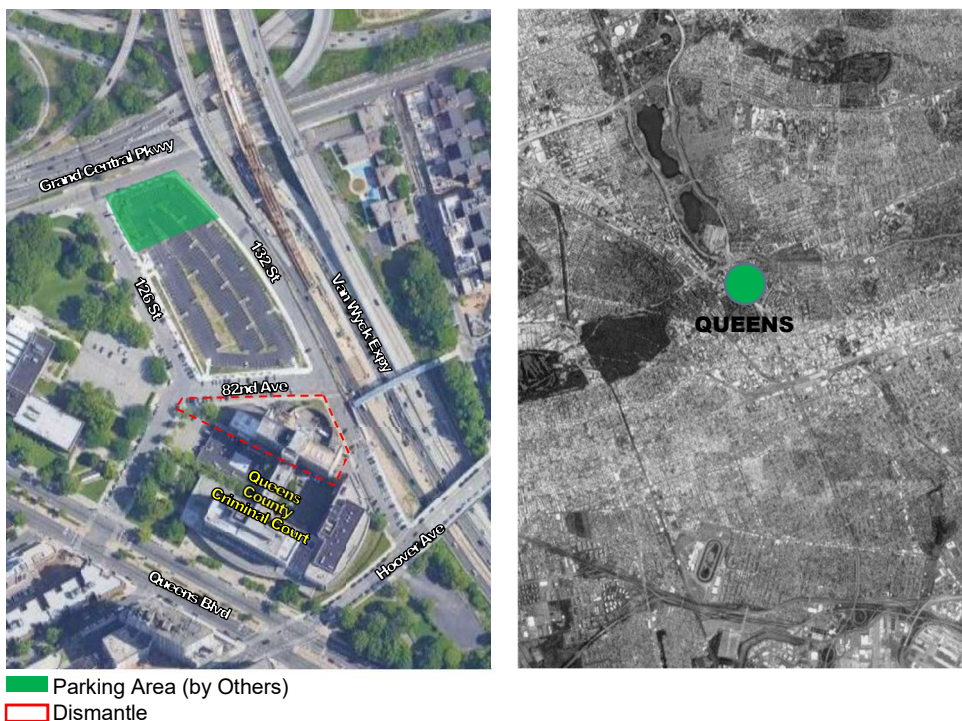 Grand Central Pkwy
132 St
126 St
Van Wyck Expy
82nd Ave
Queens
County
Criminal Court
Hoover Ave
Queens Blvd
QUEENS
Parking Area (by Others)
Dismantle